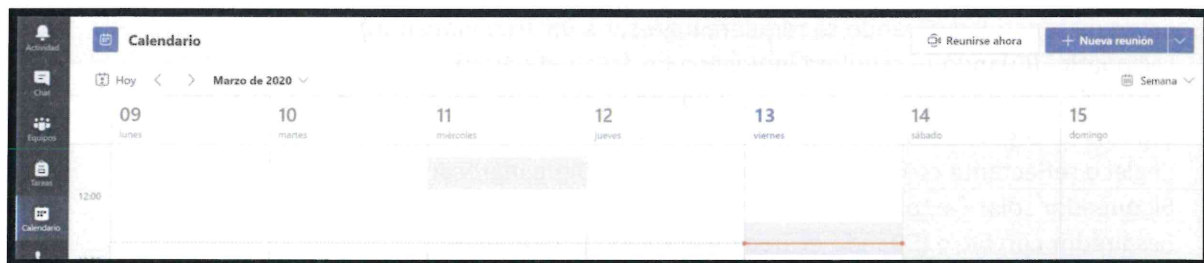 Actividad
Chat
Equipos
Tareas
Calendario
Calendario
Reunirse ahora
+ Nueva reunión
Hoy < > Marzo de 2020
Semana
09 10 11 12 13 14 15
lunes martes miércoles jueves viernes sábado domingo
12:00